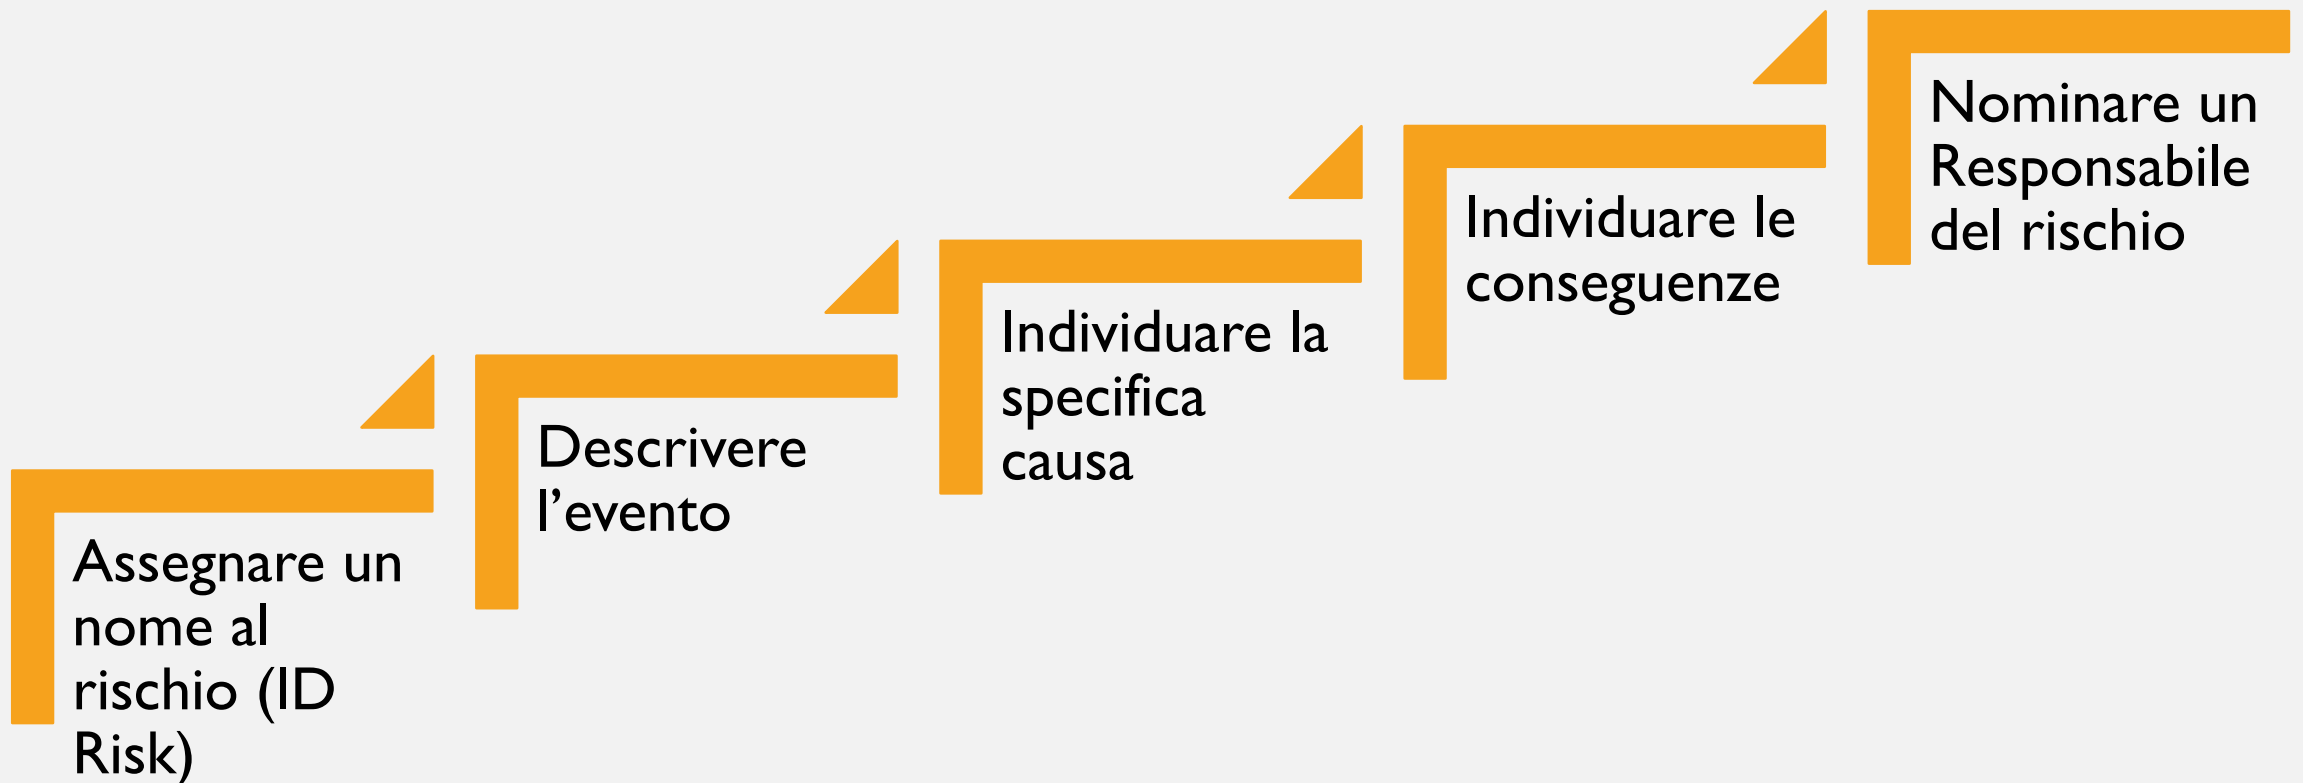 Assegnare un
nome al
rischio (ID
Risk)
Descrivere
l’evento
Individuare la
specifica
causa
Individuare le
conseguenze
Nominare un
Responsabile
del rischio